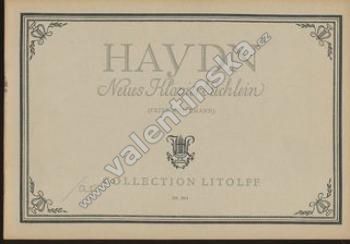 HAYDN
Neues Klavierbüchlein
COLLECTION LITOLFF
www.valentinska.cz